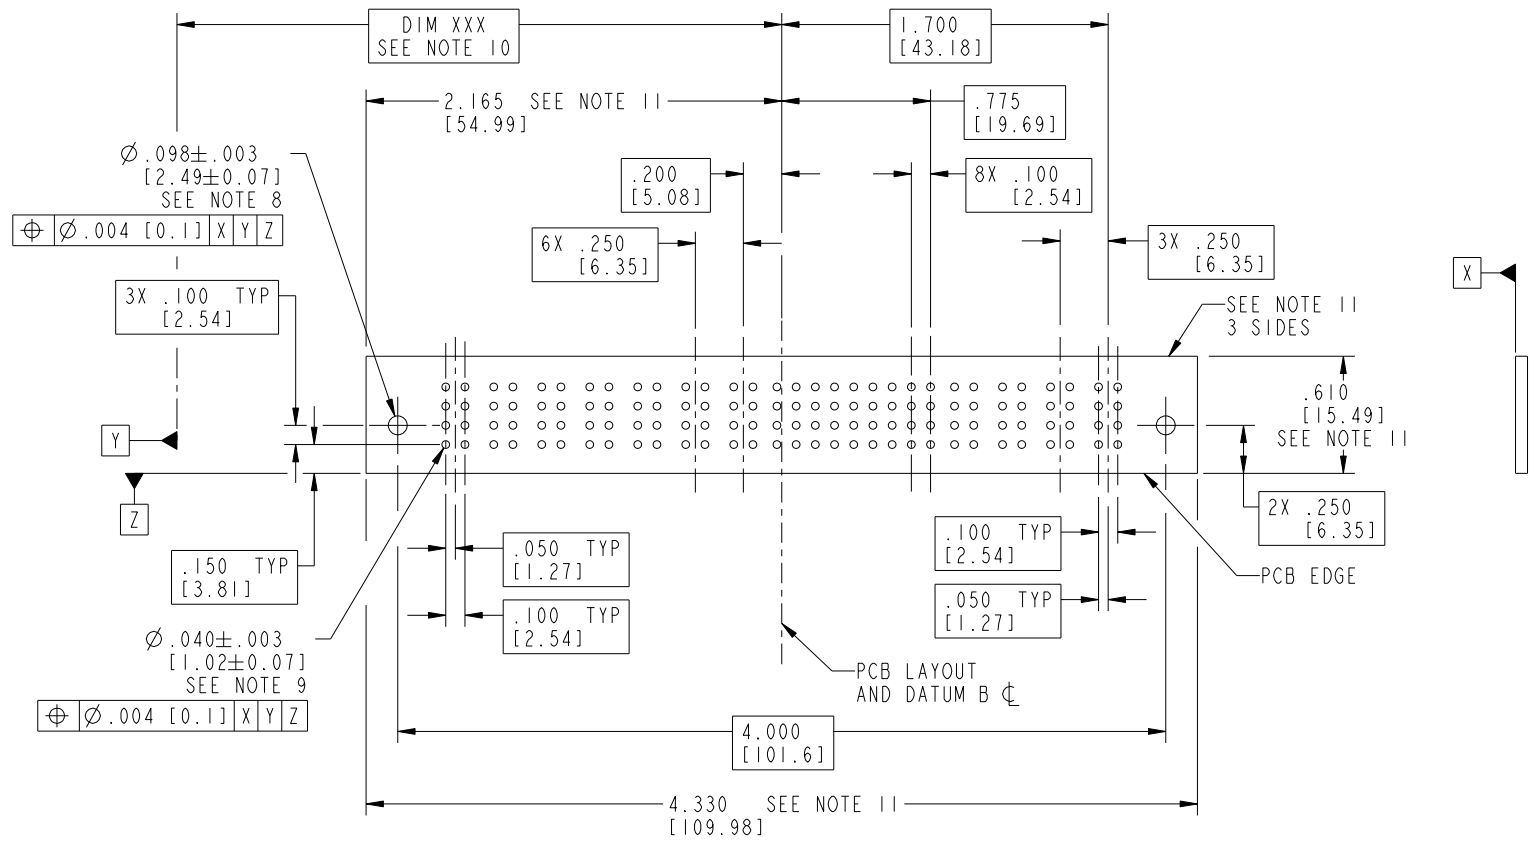 DIM XXX
SEE NOTE 10
1.700
[43.18]
2.165 SEE NOTE 11
[54.99]
.775
[19.69]
Ø.098±.003
[2.49±0.07]
SEE NOTE 8
⌖ Ø.004 [0.1] X Y Z
.200
[5.08]
8X .100
[2.54]
6X .250
[6.35]
3X .250
[6.35]
X
3X .100 TYP
[2.54]
SEE NOTE 11
3 SIDES
.610
[15.49]
SEE NOTE 11
Y
Z
2X .250
[6.35]
.150 TYP
[3.81]
.050 TYP
[1.27]
.100 TYP
[2.54]
PCB EDGE
.100 TYP
[2.54]
.050 TYP
[1.27]
Ø.040±.003
[1.02±0.07]
SEE NOTE 9
⌖ Ø.004 [0.1] X Y Z
PCB LAYOUT
AND DATUM B ℄
4.000
[101.6]
4.330 SEE NOTE 11
[109.98]